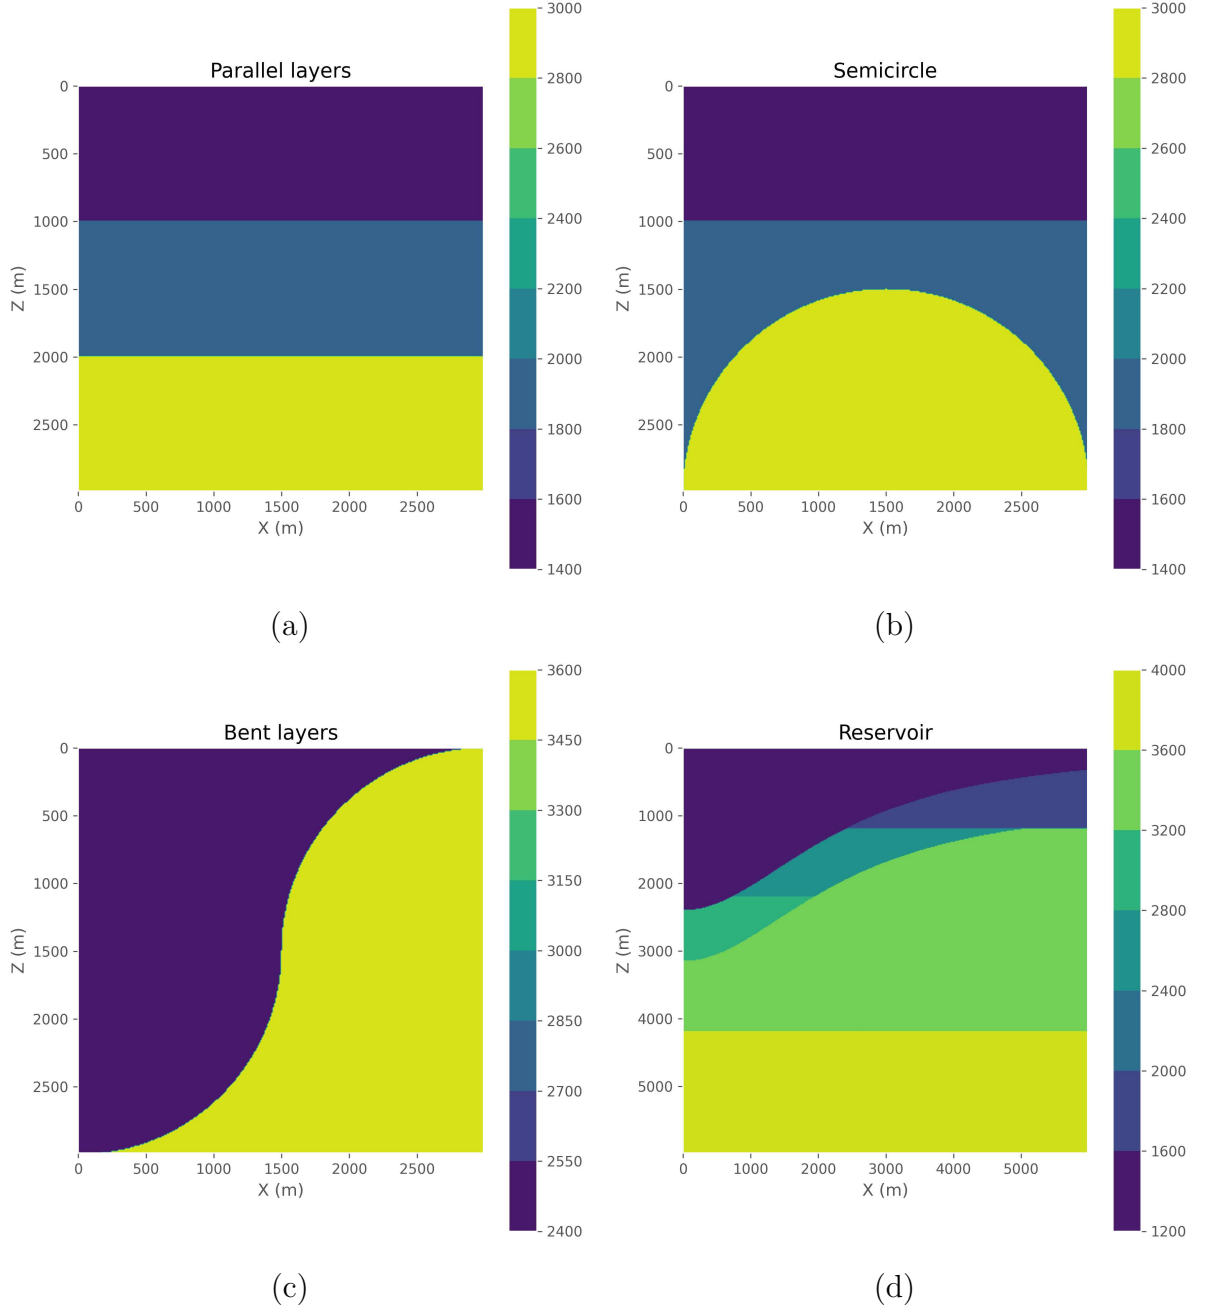 Parallel layers
0
500
1000
1500
2000
2500
Z (m)
0 500 1000 1500 2000 2500
X (m)
3000
2800
2600
2400
2200
2000
1800
1600
1400
(a)
Semicircle
0
500
1000
1500
2000
2500
Z (m)
0 500 1000 1500 2000 2500
X (m)
3000
2800
2600
2400
2200
2000
1800
1600
1400
(b)
Bent layers
0
500
1000
1500
2000
2500
Z (m)
0 500 1000 1500 2000 2500
X (m)
3600
3450
3300
3150
3000
2850
2700
2550
2400
(c)
Reservoir
0
1000
2000
3000
4000
5000
Z (m)
0 1000 2000 3000 4000 5000
X (m)
4000
3600
3200
2800
2400
2000
1600
1200
(d)